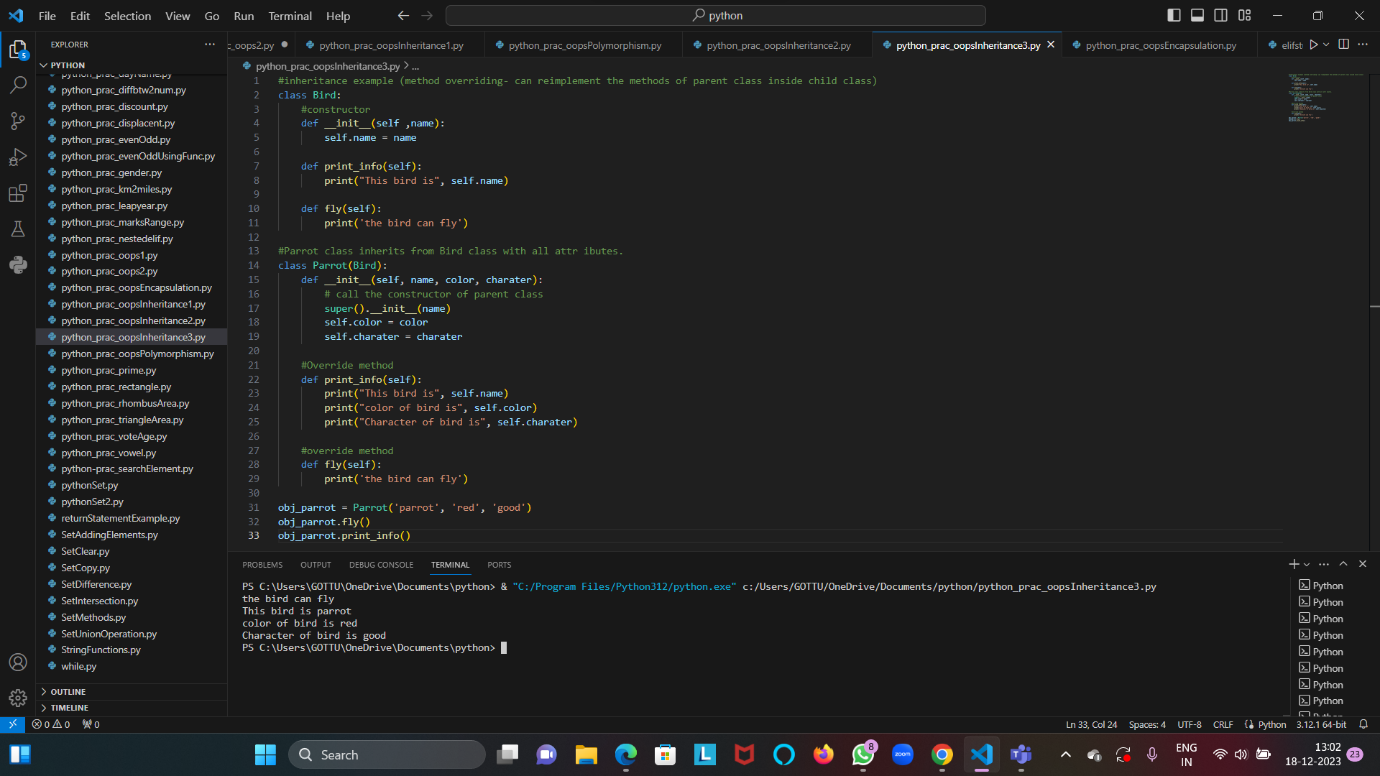 File Edit Selection View Go Run Terminal Help
python
EXPLORER
c_oops2.py
python_prac_oopsInheritance1.py
python_prac_oopsPolymorphism.py
python_prac_oopsInheritance2.py
python_prac_oopsInheritance3.py
python_prac_oopsEncapsulation.py
elifst
PYTHON
python_prac_oopsInheritance3.py > ...
python_prac_dayName.py
python_prac_diffbtw2num.py
python_prac_discount.py
python_prac_displacent.py
python_prac_evenOdd.py
python_prac_evenOddUsingFunc.py
python_prac_gender.py
python_prac_km2miles.py
python_prac_leapyear.py
python_prac_marksRange.py
python_prac_nestedelif.py
python_prac_oops1.py
python_prac_oops2.py
python_prac_oopsEncapsulation.py
python_prac_oopsInheritance1.py
python_prac_oopsInheritance2.py
python_prac_oopsInheritance3.py
python_prac_oopsPolymorphism.py
python_prac_prime.py
python_prac_rectangle.py
python_prac_rhombusArea.py
python_prac_triangleArea.py
python_prac_voteAge.py
python_prac_vowel.py
python-prac_searchElement.py
pythonSet.py
pythonSet2.py
returnStatementExample.py
SetAddingElements.py
SetClear.py
SetCopy.py
SetDifference.py
SetIntersection.py
SetMethods.py
SetUnionOperation.py
StringFunctions.py
while.py
OUTLINE
TIMELINE
1 #inheritance example (method overriding- can reimplement the methods of parent class inside child class)
2 class Bird:
3 #constructor
4 def __init__(self ,name):
5 self.name = name
6
7 def print_info(self):
8 print("This bird is", self.name)
9
10 def fly(self):
11 print('the bird can fly')
12
13 #Parrot class inherits from Bird class with all attr ibutes.
14 class Parrot(Bird):
15 def __init__(self, name, color, charater):
16 # call the constructor of parent class
17 super().__init__(name)
18 self.color = color
19 self.charater = charater
20
21 #Override method
22 def print_info(self):
23 print("This bird is", self.name)
24 print("color of bird is", self.color)
25 print("Character of bird is", self.charater)
26
27 #override method
28 def fly(self):
29 print('the bird can fly')
30
31 obj_parrot = Parrot('parrot', 'red', 'good')
32 obj_parrot.fly()
33 obj_parrot.print_info()
PROBLEMS OUTPUT DEBUG CONSOLE TERMINAL PORTS
PS C:\Users\GOTTU\OneDrive\Documents\python> & "C:/Program Files/Python312/python.exe" c:/Users/GOTTU/OneDrive/Documents/python/python_prac_oopsInheritance3.py
the bird can fly
This bird is parrot
color of bird is red
Character of bird is good
PS C:\Users\GOTTU\OneDrive\Documents\python>
Python
Python
Python
Python
Python
Python
Python
Python
0 0 0
Ln 33, Col 24 Spaces: 4 UTF-8 CRLF Python 3.12.1 64-bit
Search
8
zoom
ENG
IN
13:02
18-12-2023
23